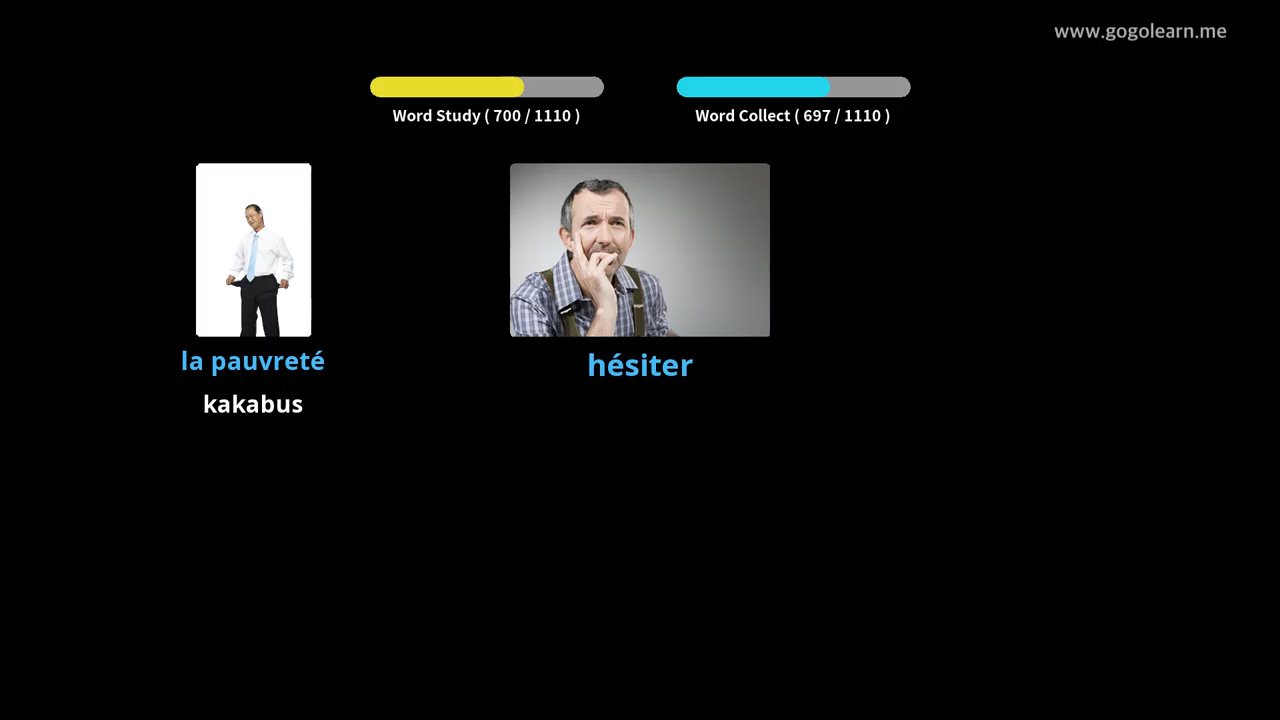 www.gogolearn.me
Word Study ( 700 / 1110 )
Word Collect ( 697 / 1110 )
la pauvreté
kakabus
hésiter